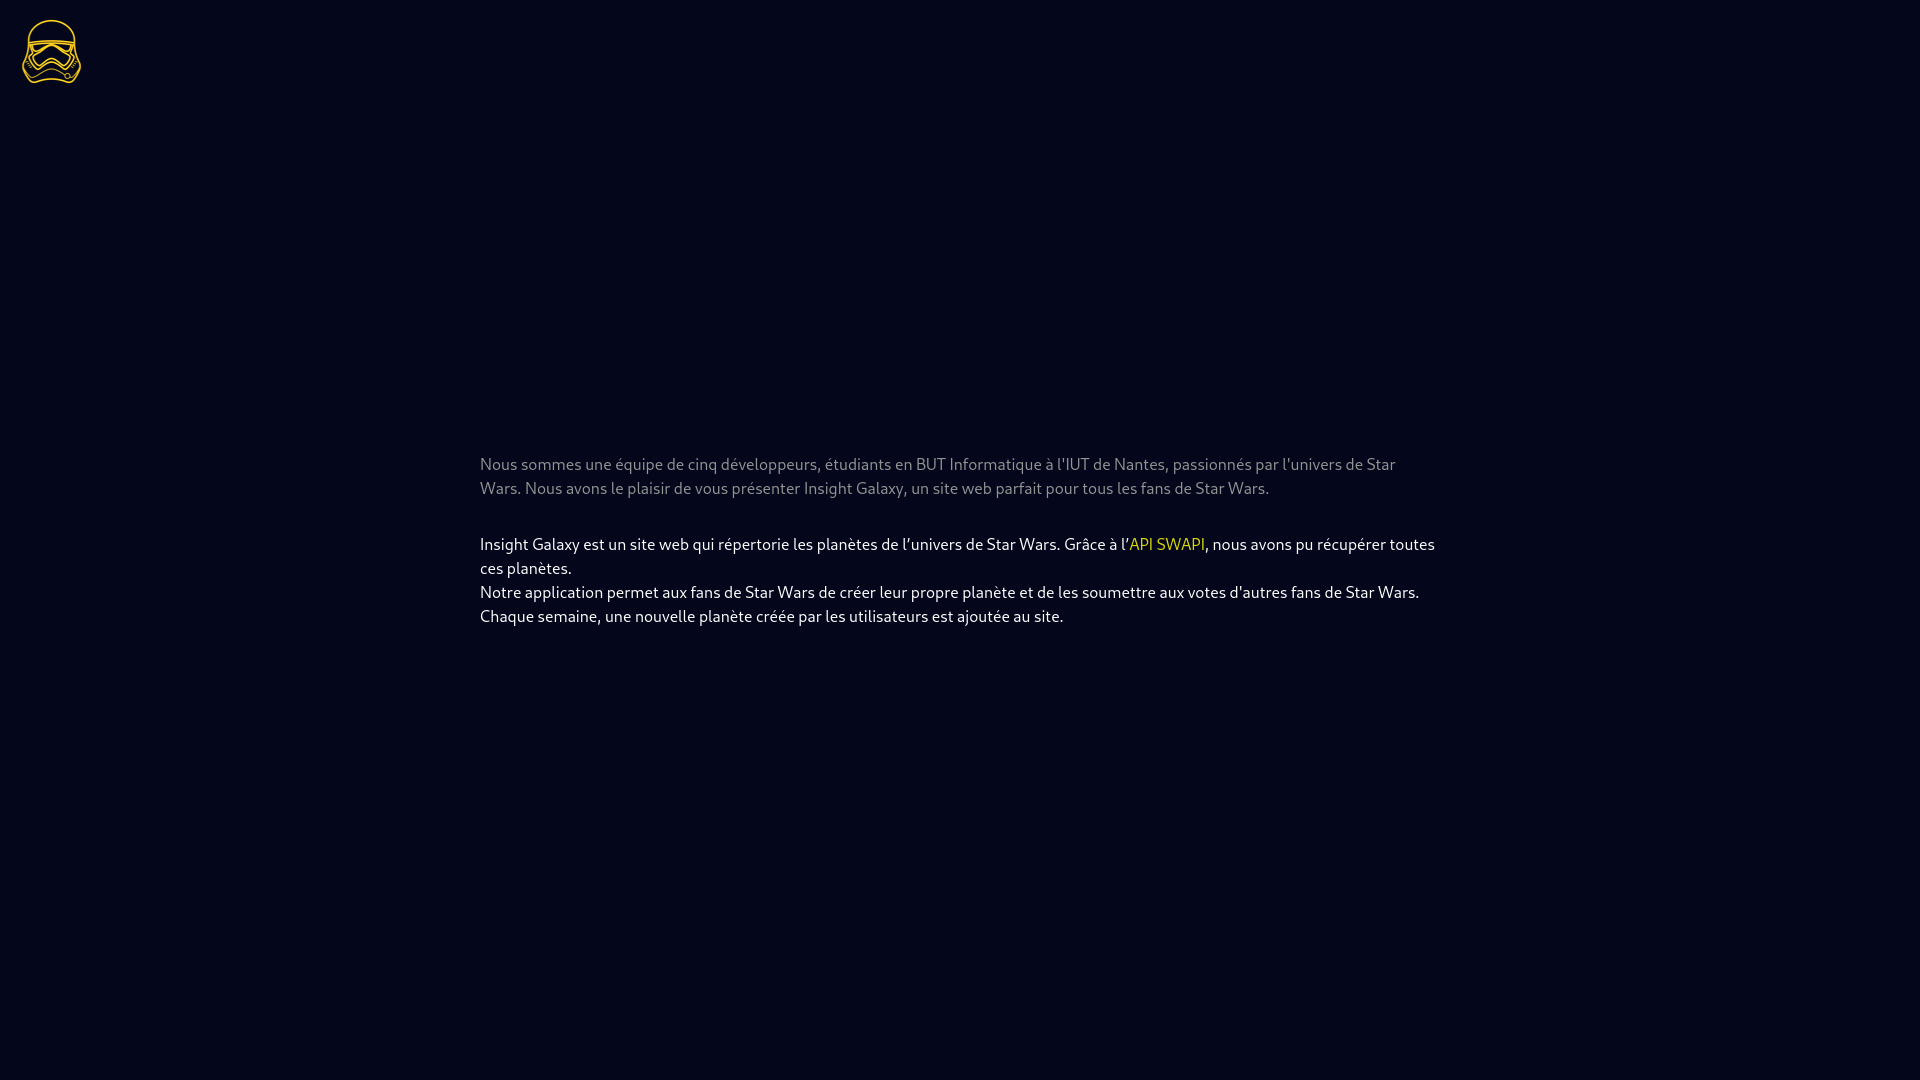 Nous sommes une équipe de cinq développeurs, étudiants en BUT Informatique à l'IUT de Nantes, passionnés par l'univers de Star
Wars. Nous avons le plaisir de vous présenter Insight Galaxy, un site web parfait pour tous les fans de Star Wars.
Insight Galaxy est un site web qui répertorie les planètes de l’univers de Star Wars. Grâce à l’API SWAPI, nous avons pu récupérer toutes
ces planètes.
Notre application permet aux fans de Star Wars de créer leur propre planète et de les soumettre aux votes d'autres fans de Star Wars.
Chaque semaine, une nouvelle planète créée par les utilisateurs est ajoutée au site.